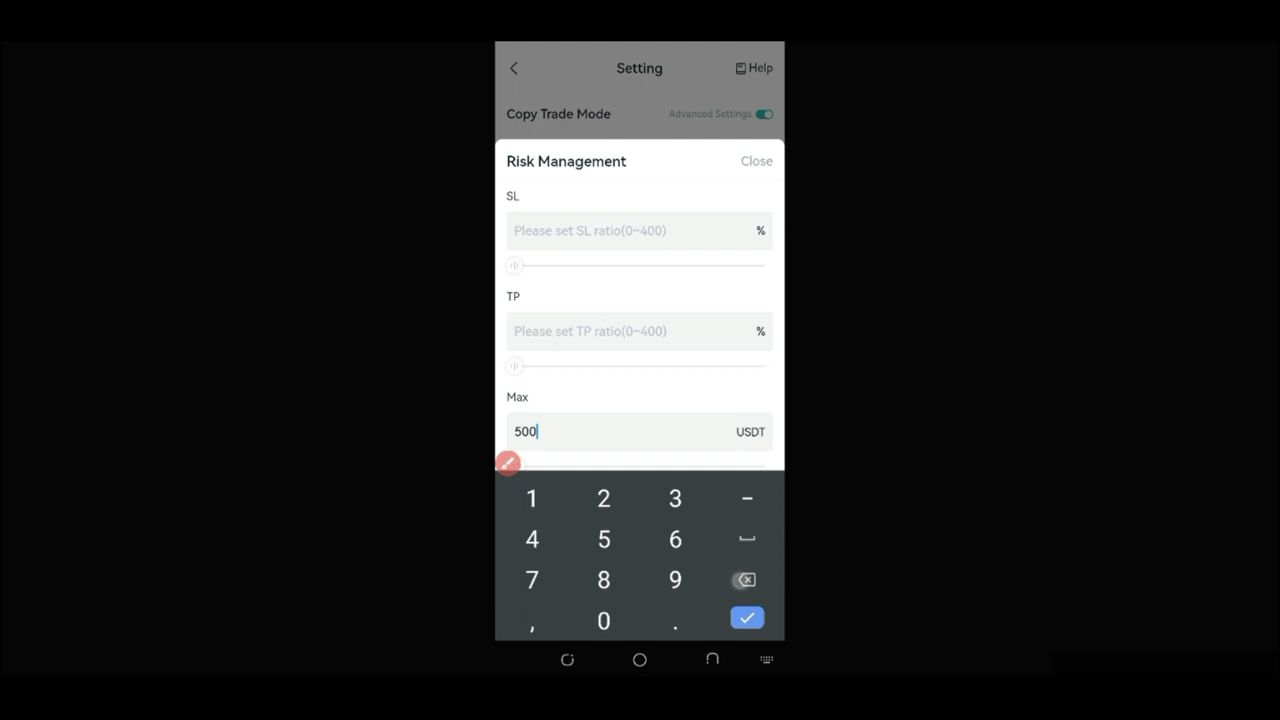 Setting
Help
Copy Trade Mode
Advanced Settings
Risk Management
Close
SL
Please set SL ratio(0~400)
%
TP
Please set TP ratio(0~400)
%
Max
500
USDT
1 2 3 -
4 5 6
7 8 9
, 0 .